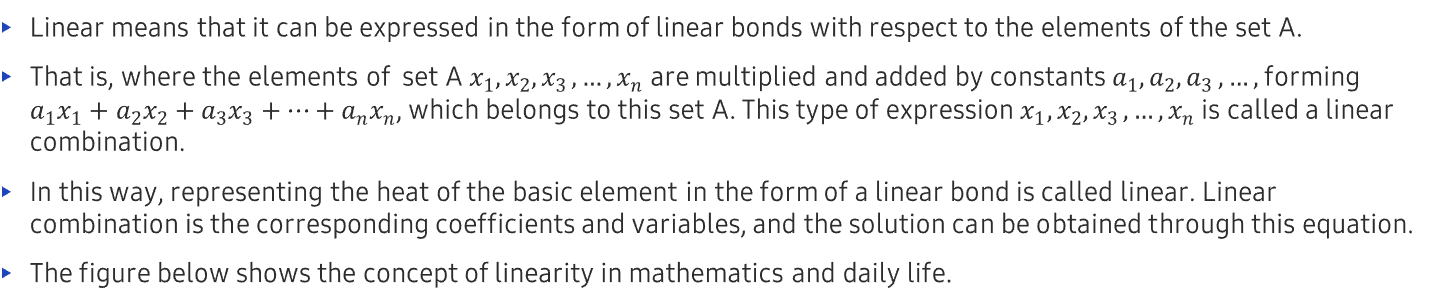 ▸ Linear means that it can be expressed in the form of linear bonds with respect to the elements of the set A.
▸ That is, where the elements of set A x₁, x₂, x₃, ..., xₙ are multiplied and added by constants a₁, a₂, a₃, ..., forming
a₁x₁ + a₂x₂ + a₃x₃ + ⋯ + aₙxₙ, which belongs to this set A. This type of expression x₁, x₂, x₃, ..., xₙ is called a linear
combination.
▸ In this way, representing the heat of the basic element in the form of a linear bond is called linear. Linear
combination is the corresponding coefficients and variables, and the solution can be obtained through this equation.
▸ The figure below shows the concept of linearity in mathematics and daily life.